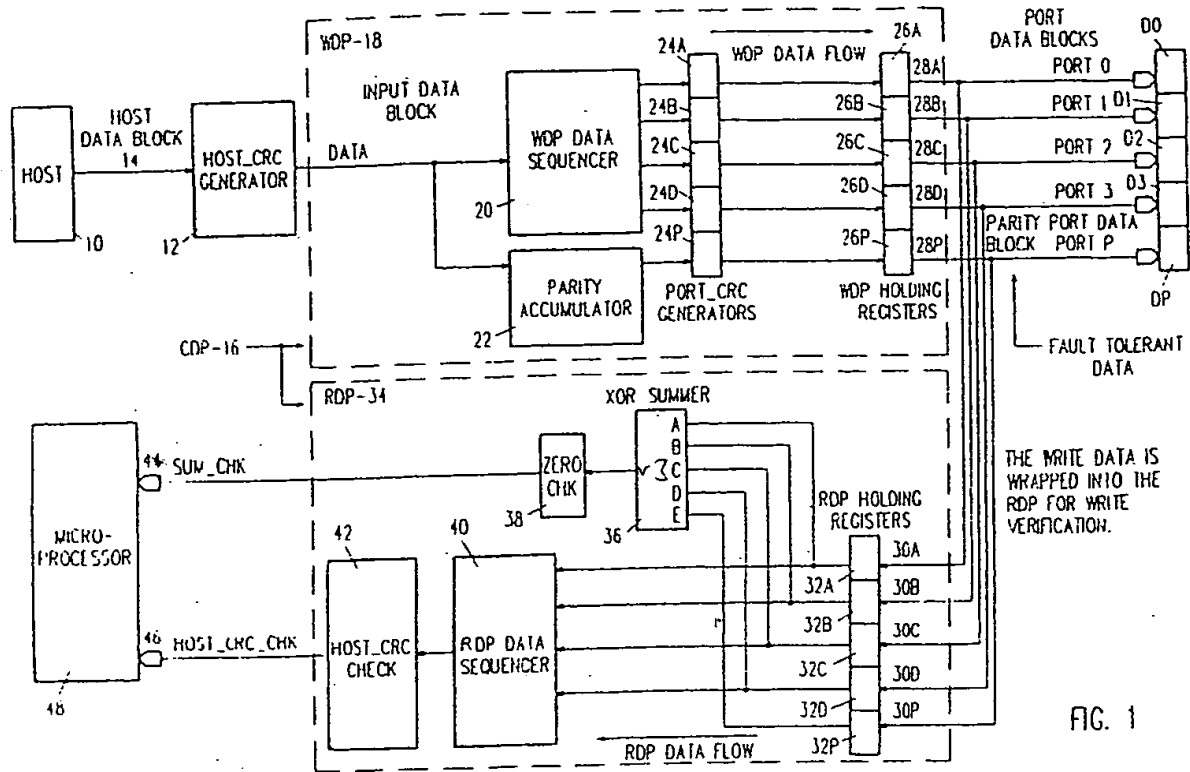 WDP-18
24A
WDP DATA FLOW
26A
PORT
DATA BLOCKS
D0
INPUT DATA
BLOCK
28A
PORT 0
HOST
DATA BLOCK
14
24B
26B
28B
PORT 1
D1
HOST
HOST_CRC
GENERATOR
DATA
WDP DATA
SEQUENCER
24C
26C
28C
PORT 2
D2
24D
26D
28D
PORT 3
D3
10
12
20
24P
26P
28P
PARITY PORT DATA
BLOCK PORT P
PARITY
ACCUMULATOR
22
PORT_CRC
GENERATORS
WDP HOLDING
REGISTERS
DP
CDP-16
FAULT TOLERANT
DATA
RDP-34
XOR SUMMER
A
B
C
D
E
44
SUM_CHK
ZERO
CHK
38
36
RDP HOLDING
REGISTERS
THE WRITE DATA IS
WRAPPED INTO THE
RDP FOR WRITE
VERIFICATION.
MICRO-
PROCESSOR
42
40
32A
30A
30B
32B
46
HOST_CRC_CHK
HOST_CRC
CHECK
RDP DATA
SEQUENCER
30C
32C
30D
48
32D
30P
32P
RDP DATA FLOW
FIG. 1